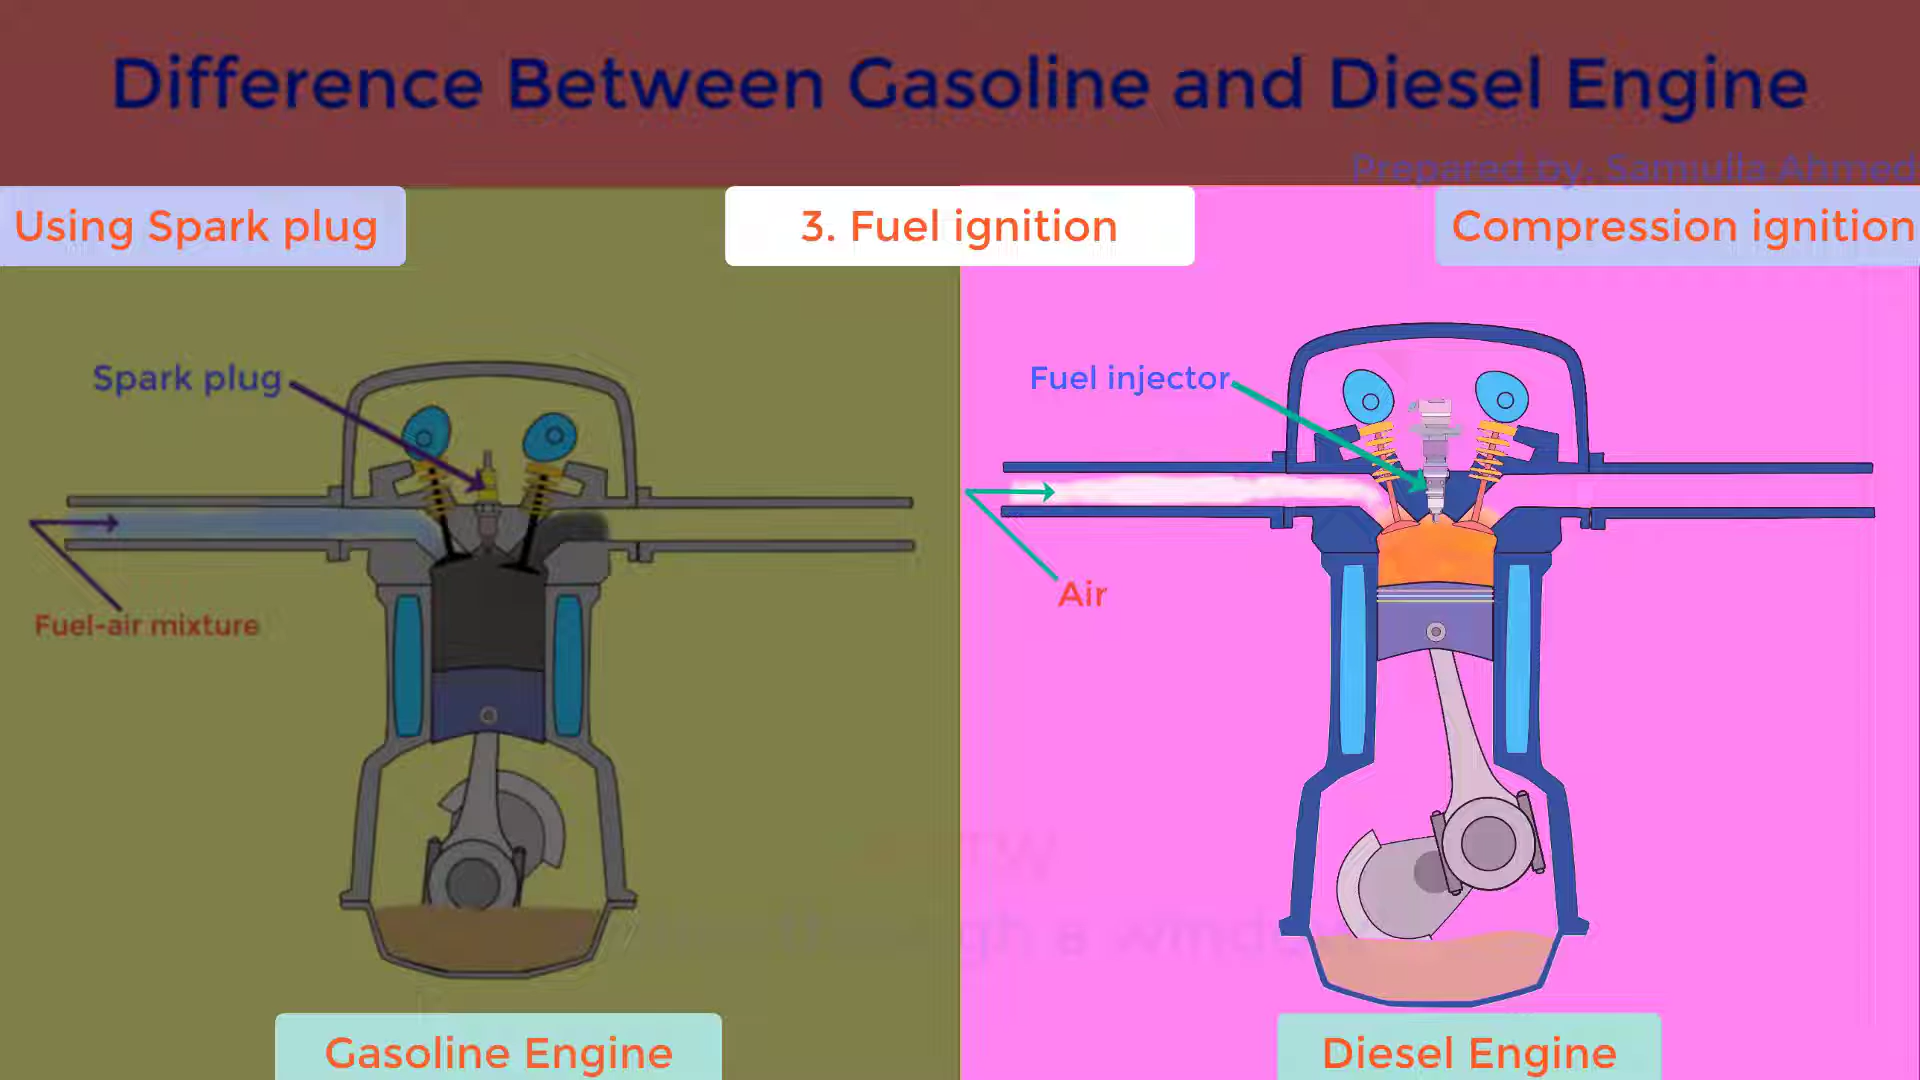 Difference Between Gasoline and Diesel Engine
Prepared by: Samiulla Ahmed
Using Spark plug
3. Fuel ignition
Compression ignition
Spark plug
Fuel injector
Air
Fuel-air mixture
a window
Gasoline Engine
Diesel Engine